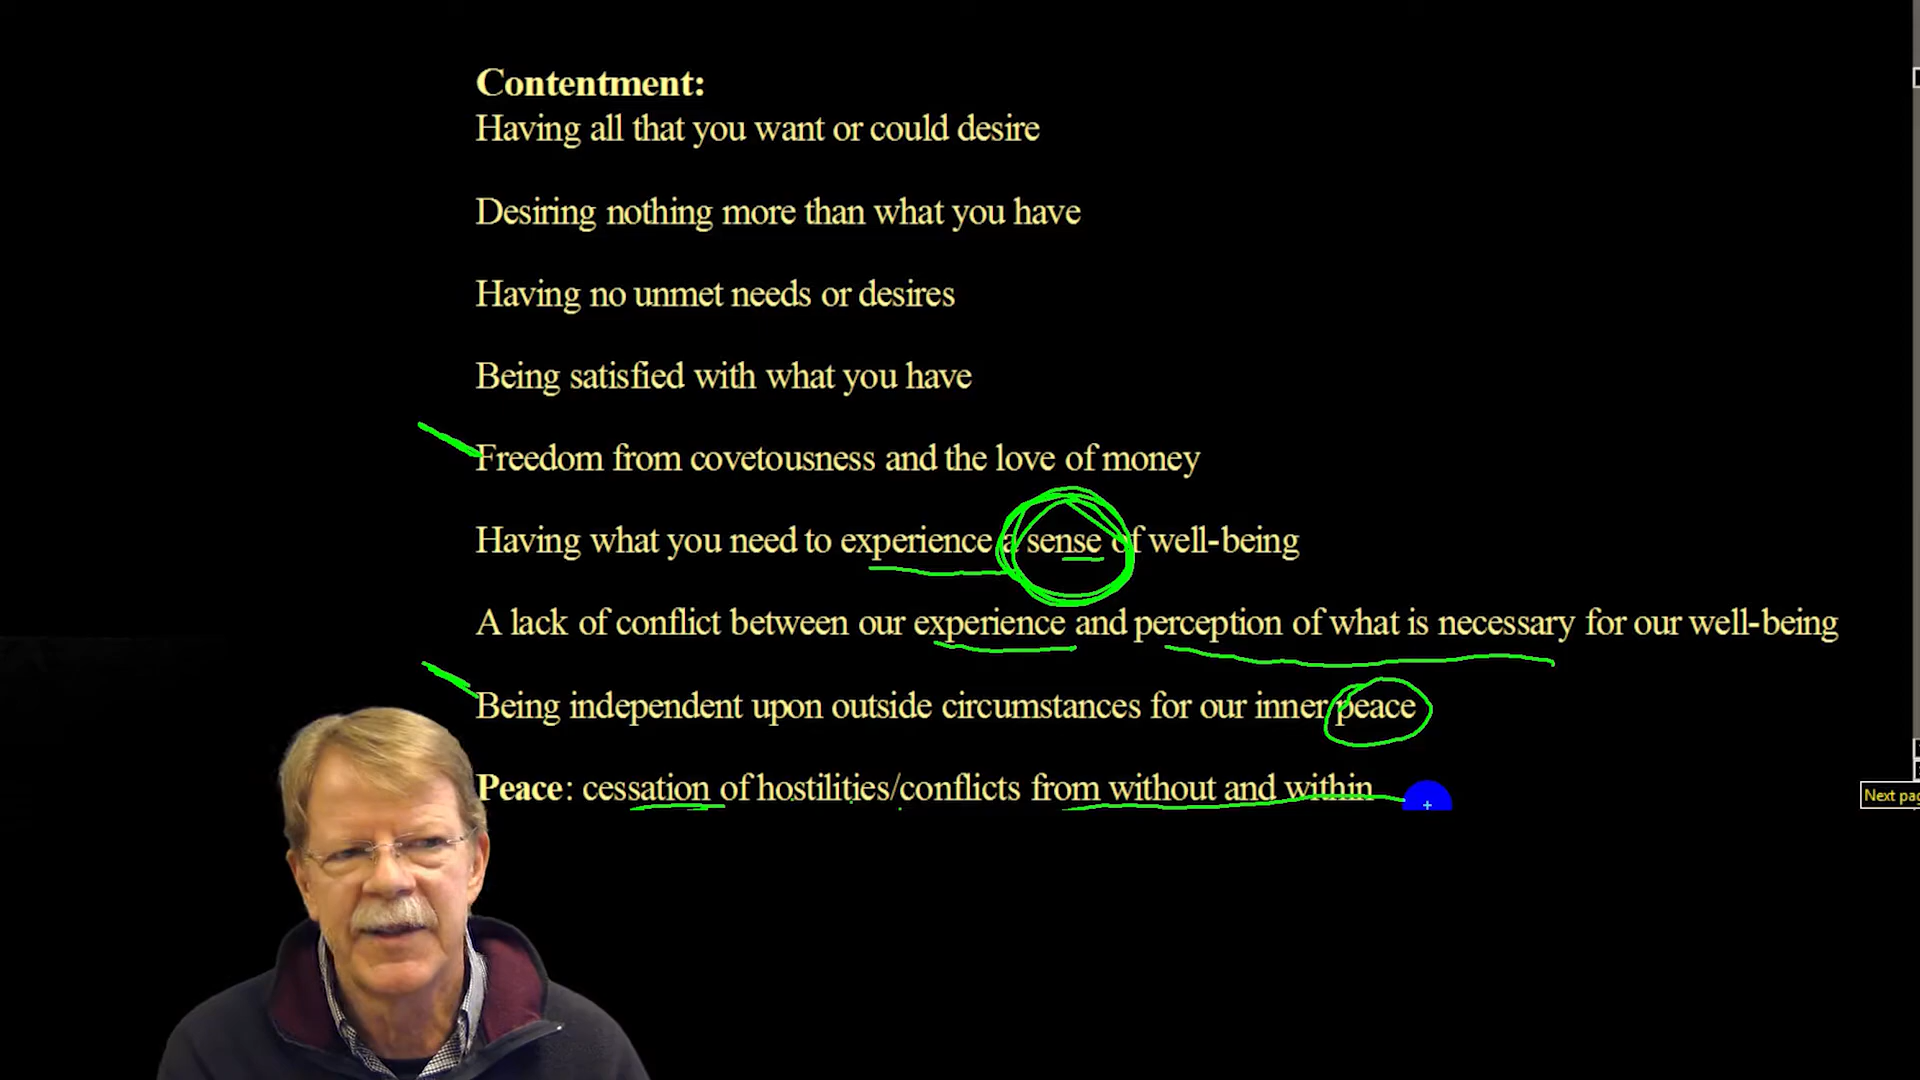 Contentment:
Having all that you want or could desire
Desiring nothing more than what you have
Having no unmet needs or desires
Being satisfied with what you have
Freedom from covetousness and the love of money
Having what you need to experience a sense of well-being
A lack of conflict between our experience and perception of what is necessary for our well-being
Being independent upon outside circumstances for our inner peace
Peace: cessation of hostilities/conflicts from without and within
Next